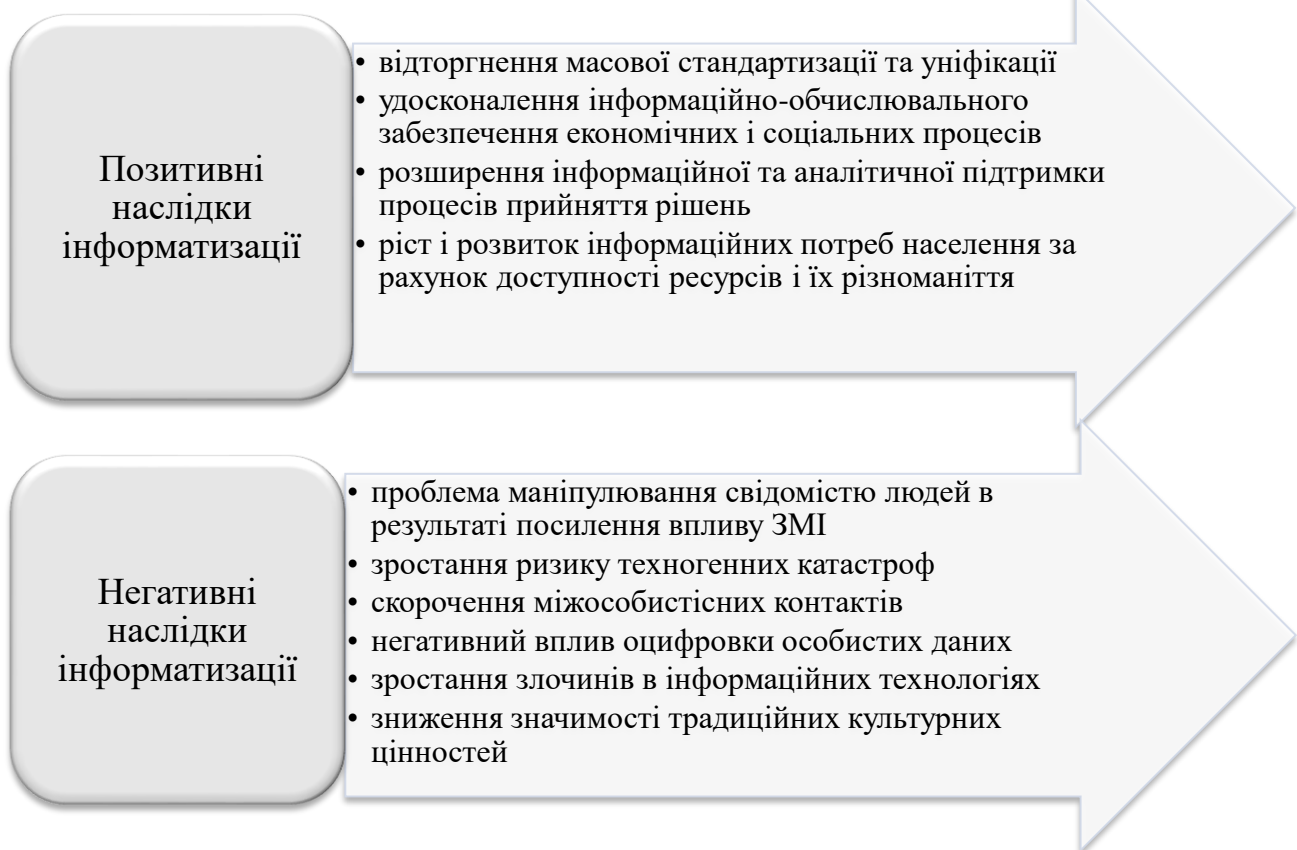 Позитивні
наслідки
інформатизації
• відторгнення масової стандартизації та уніфікації
• удосконалення інформаційно-обчислювального
забезпечення економічних і соціальних процесів
• розширення інформаційної та аналітичної підтримки
процесів прийняття рішень
• ріст і розвиток інформаційних потреб населення за
рахунок доступності ресурсів і їх різноманіття
Негативні
наслідки
інформатизації
• проблема маніпулювання свідомістю людей в
результаті посилення впливу ЗМІ
• зростання ризику техногенних катастроф
• скорочення міжособистісних контактів
• негативний вплив оцифровки особистих даних
• зростання злочинів в інформаційних технологіях
• зниження значимості традиційних культурних
цінностей